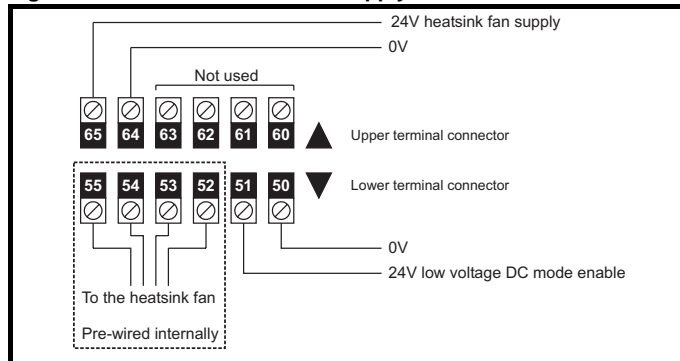 24V heatsink fan supply
0V
Not used
65 64 63 62 61 60
Upper terminal connector
55 54 53 52 51 50
Lower terminal connector
0V
24V low voltage DC mode enable
To the heatsink fan
Pre-wired internally